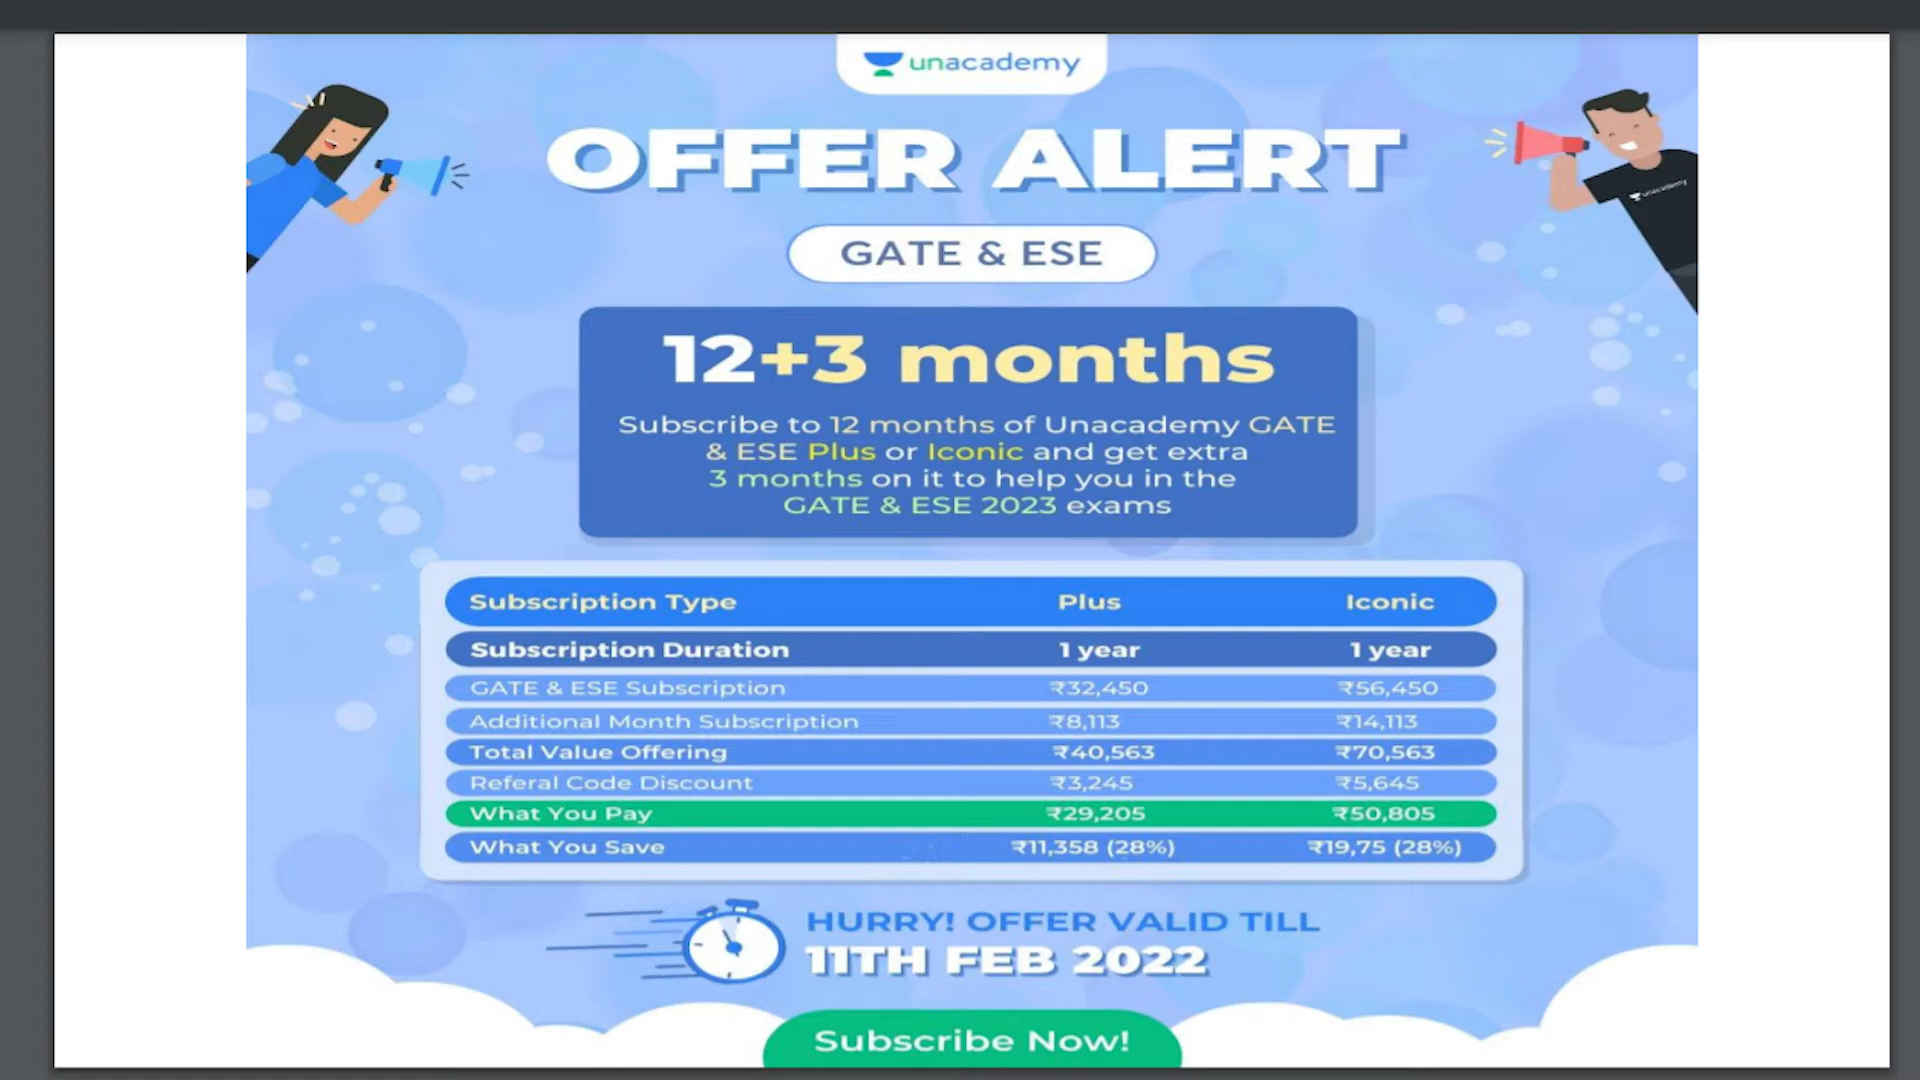 unacademy
OFFER ALERT
unacademy
GATE & ESE
12+3 months
Subscribe to 12 months of Unacademy GATE
& ESE Plus or Iconic and get extra
3 months on it to help you in the
GATE & ESE 2023 exams
Subscription Type Plus Iconic
Subscription Duration 1 year 1 year
GATE & ESE Subscription ₹32,450 ₹56,450
Additional Month Subscription ₹8,113 ₹14,113
Total Value Offering ₹40,563 ₹70,563
Referal Code Discount ₹3,245 ₹5,645
What You Pay ₹29,205 ₹50,805
What You Save ₹11,358 (28%) ₹19,75 (28%)
HURRY! OFFER VALID TILL
11TH FEB 2022
Subscribe Now!